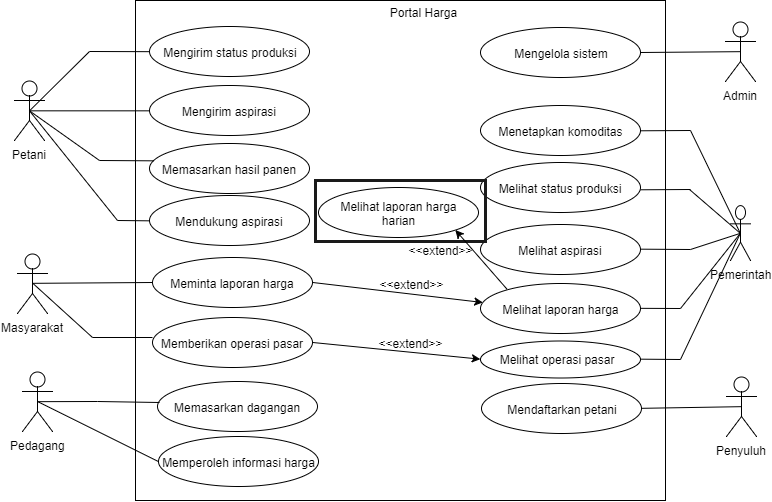 Portal Harga
Mengirim status produksi
Mengelola sistem
Admin
Mengirim aspirasi
Menetapkan komoditas
Petani
Memasarkan hasil panen
Melihat status produksi
Melihat laporan harga
harian
Mendukung aspirasi
Melihat aspirasi
<<extend>>
Pemerintah
Meminta laporan harga
<<extend>>
Melihat laporan harga
Masyarakat
Memberikan operasi pasar
<<extend>>
Melihat operasi pasar
Memasarkan dagangan
Mendaftarkan petani
Pedagang
Penyuluh
Memperoleh informasi harga